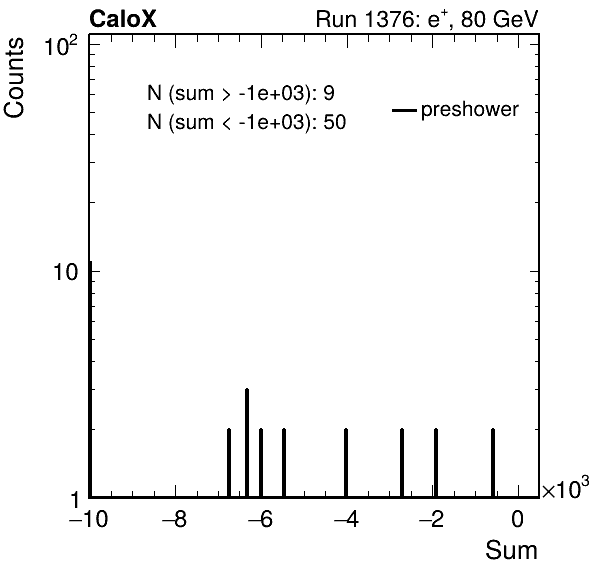 CaloX Run 1376: e⁺, 80 GeV
Counts
10²
N (sum > -1e+03): 9
N (sum < -1e+03): 50
preshower
10
1
−10 −8 −6 −4 −2 0 ×10³
Sum